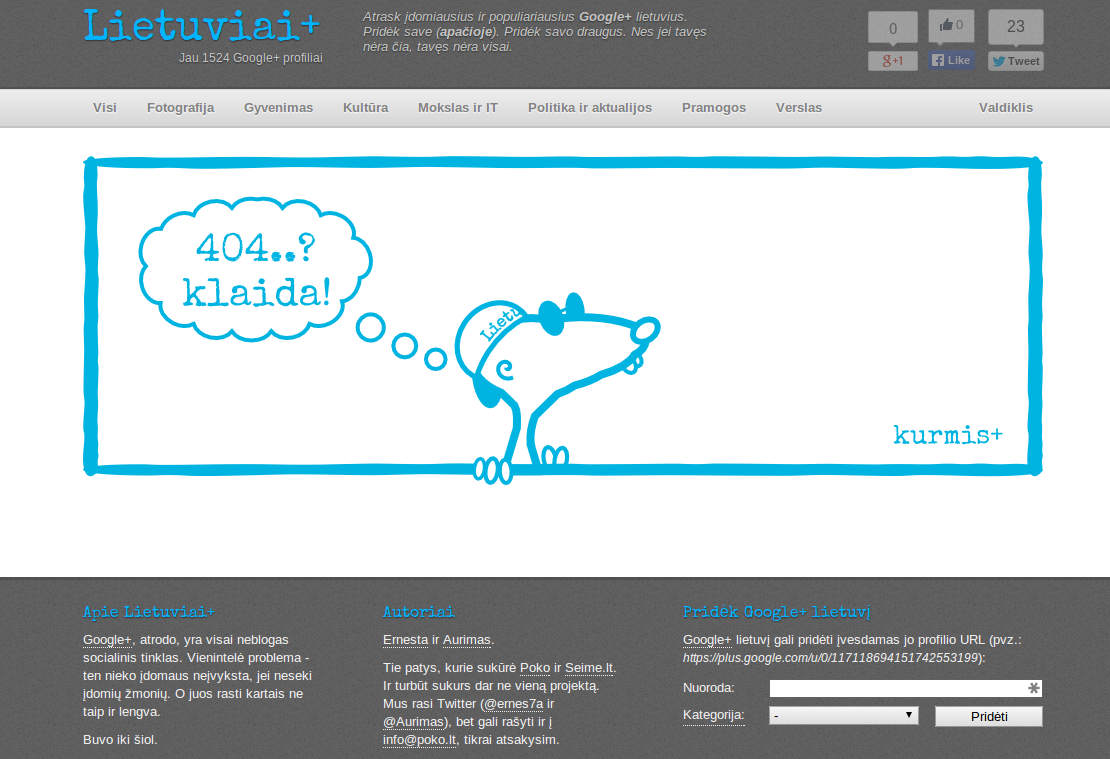 Lietuviai+
Jau 1524 Google+ profiliai
Atrask įdomiausius ir populiariausius Google+ lietuvius.
Pridėk save (apačioje). Pridėk savo draugus. Nes jei tavęs
nėra čia, tavęs nėra visai.
0
0
23
g+1
Like
Tweet
Visi
Fotografija
Gyvenimas
Kultūra
Mokslas ir IT
Politika ir aktualijos
Pramogos
Verslas
Valdiklis
404..?
klaida!
Lietu
kurmis+
Apie Lietuviai+
Google+, atrodo, yra visai neblogas
socialinis tinklas. Vienintelė problema -
ten nieko įdomaus neįvyksta, jei neseki
įdomių žmonių. O juos rasti kartais ne
taip ir lengva.
Buvo iki šiol.
Autoriai
Ernesta ir Aurimas.
Tie patys, kurie sukūrė Poko ir Seime.lt.
Ir turbūt sukurs dar ne vieną projektą.
Mus rasi Twitter (@ernes7a ir
@Aurimas), bet gali rašyti ir į
info@poko.lt, tikrai atsakysim.
Pridėk Google+ lietuvį
Google+ lietuvį gali pridėti įvesdamas jo profilio URL (pvz.:
https://plus.google.com/u/0/117118694151742553199):
Nuoroda:
Kategorija:
-
Pridėti